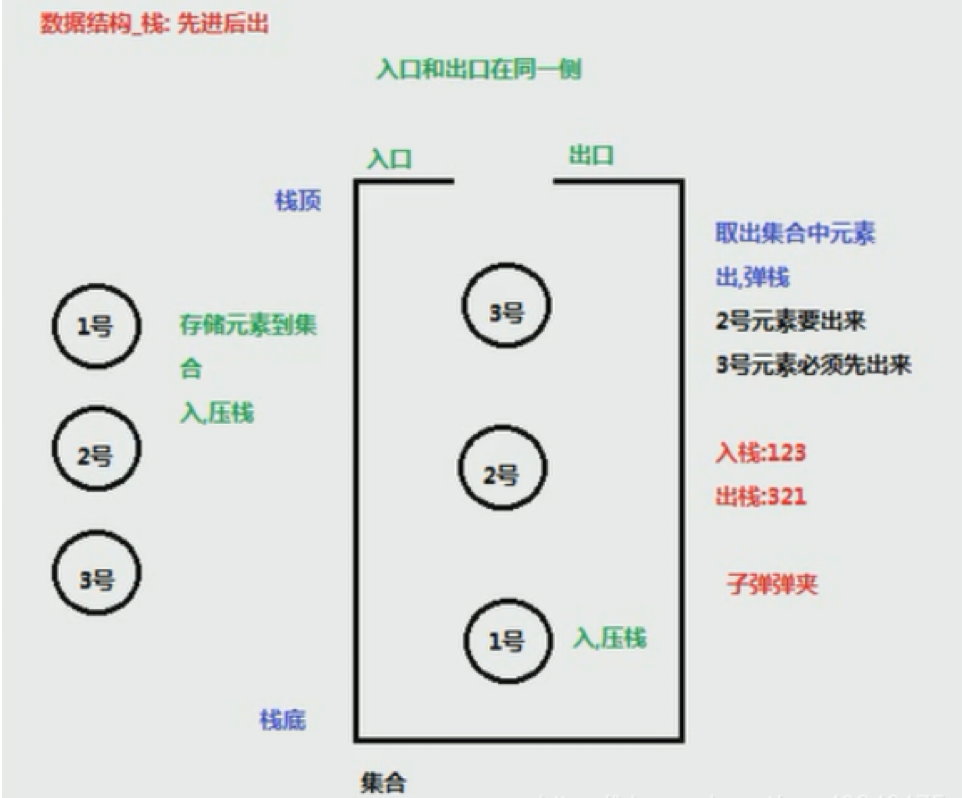 数据结构_栈: 先进后出
入口和出口在同一侧
入口
出口
栈顶
1号
2号
3号
存储元素到集
合
入,压栈
3号
2号
1号
入,压栈
栈底
集合
取出集合中元素
出,弹栈
2号元素要出来
3号元素必须先出来
入栈:123
出栈:321
子弹弹夹